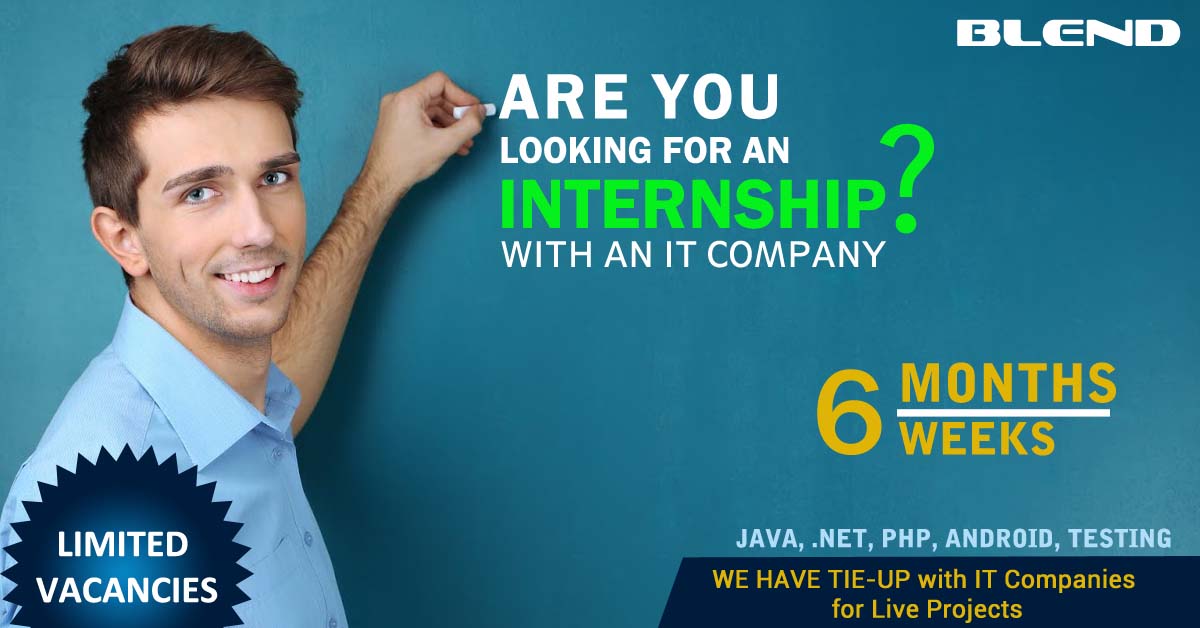 BLEND
ARE YOU
LOOKING FOR AN
INTERNSHIP?
WITH AN IT COMPANY
6 MONTHS
WEEKS
JAVA, .NET, PHP, ANDROID, TESTING
WE HAVE TIE-UP with IT Companies
for Live Projects
LIMITED
VACANCIES